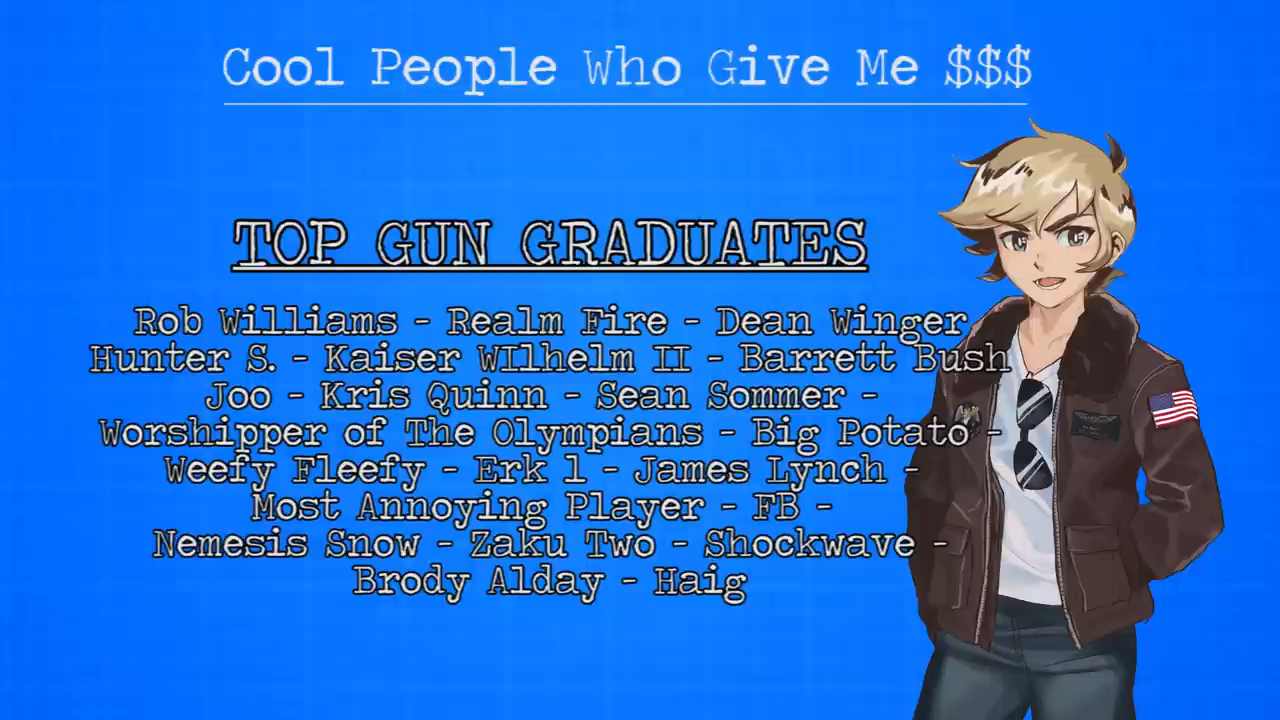 Cool People Who Give Me $$$
TOP GUN GRADUATES
Rob Williams - Realm Fire - Dean Winger
Hunter S. - Kaiser WIlhelm II - Barrett Bush
Joo - Kris Quinn - Sean Sommer -
Worshipper of The Olympians - Big Potato -
Weefy Fleefy - Erk l - James Lynch -
Most Annoying Player - FB -
Nemesis Snow - Zaku Two - Shockwave -
Brody Alday - Haig